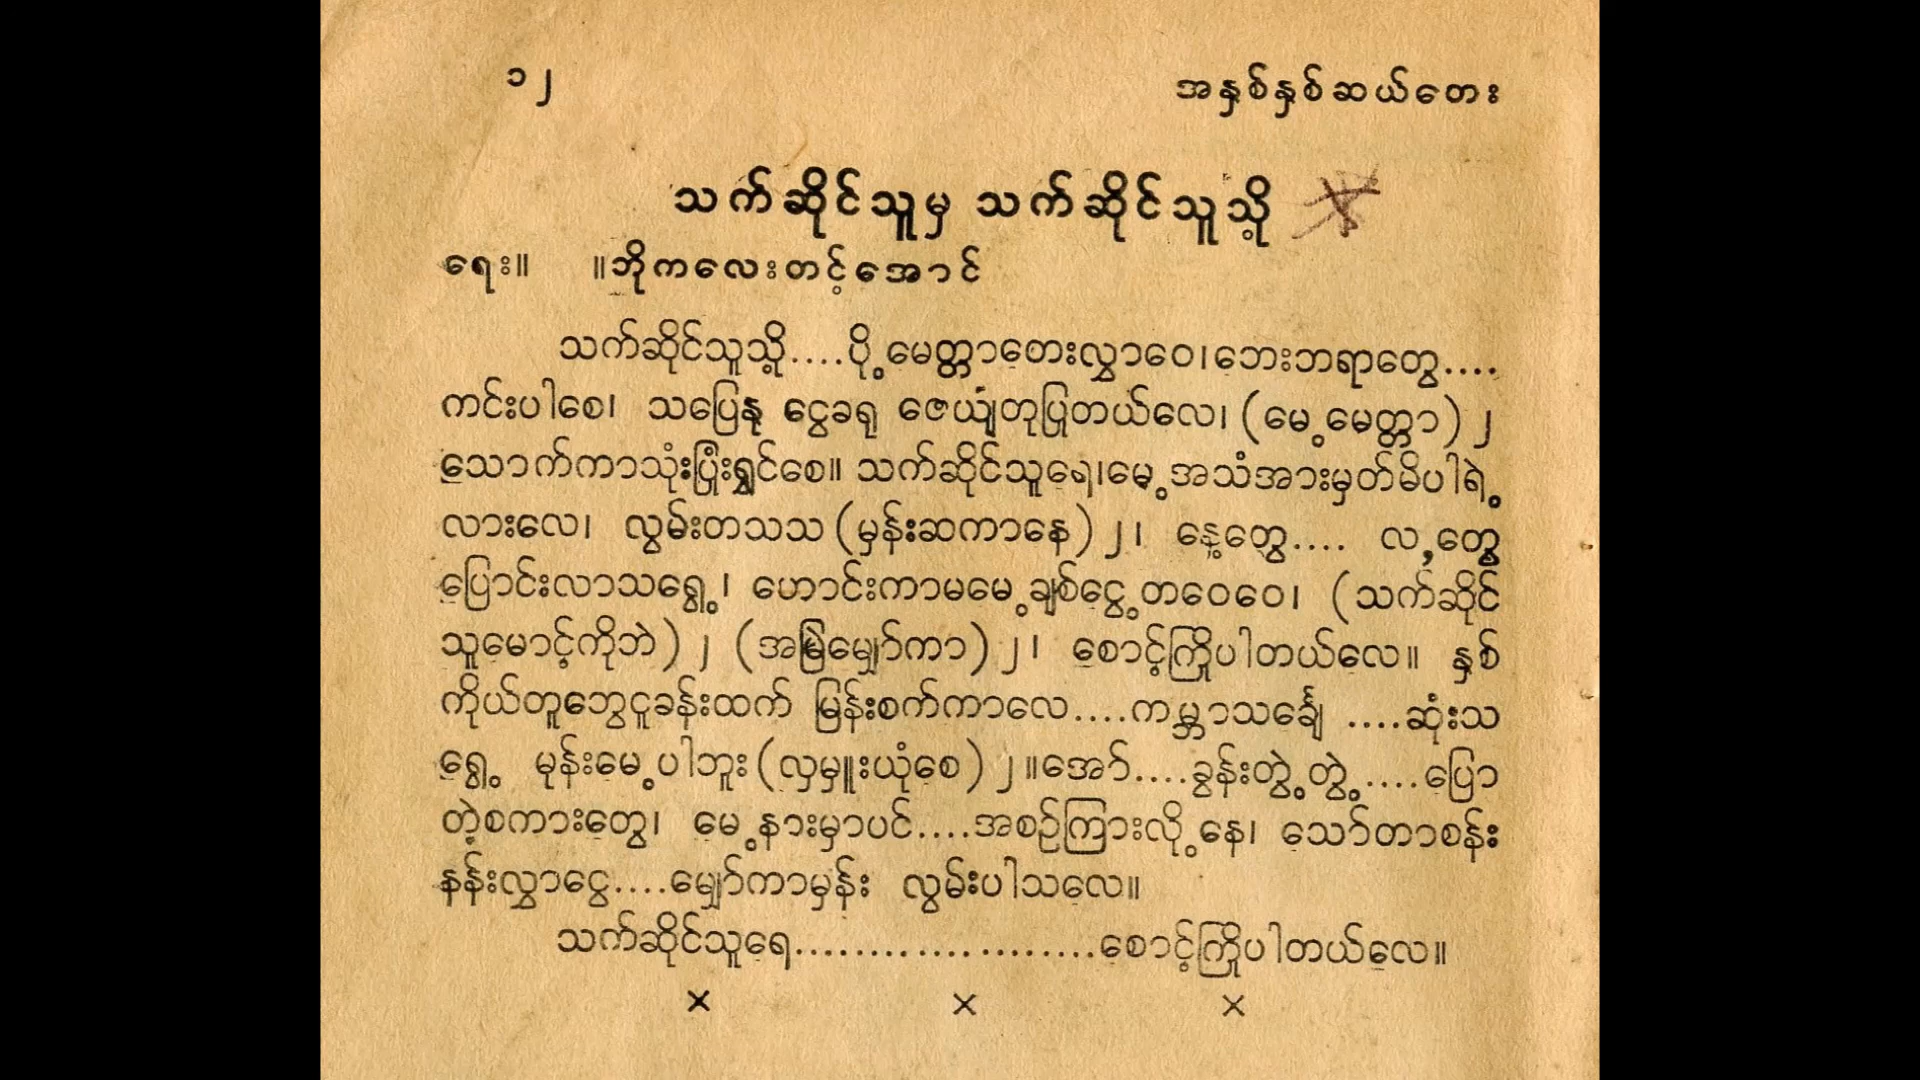 ၁၂
အနှစ်နှစ်ဆယ်တေး
သက်ဆိုင်သူမှ သက်ဆိုင်သူသို့
ရေး။ ။ဘိုကလေးတင့်အောင်
သက်ဆိုင်သူသို့....ပို့မေတ္တာတေးလွှာဝေ၊ဘေးဘရာတွေ....
ကင်းပါစေ၊ သပြေနု ငွေခရု ဇေယျံတုပြုတယ်လေ၊ (မေ့မေတ္တာ)၂
သောက်ကာသုံးပြုံးရွှင်စေ။ သက်ဆိုင်သူရေ၊မေ့အသံအားမှတ်မိပါရဲ့
လားလေ၊ လွမ်းတသသ(မှန်းဆကာနေ)၂၊ နေ့တွေ.... လ,တွေ
ပြောင်းလာသရွေ့၊ ဟောင်းကာမမေ့ချစ်ငွေ့တဝေဝေ၊ (သက်ဆိုင်
သူမောင့်ကိုဘဲ)၂ (အမြဲမျှော်ကာ)၂၊ စောင့်ကြိုပါတယ်လေ။ နှစ်
ကိုယ်တူဘွေငူခန်းထက် မြန်းစက်ကာလေ....ကမ္ဘာသင်္ချေ ....ဆုံးသ
ရွေ့ မုန်းမေ့ပါဘူး(လှမှူးယုံစေ)၂။အော်....ခွန်းတွဲ့တွဲ့....ပြော
တဲ့စကားတွေ၊ မေ့နားမှာပင်....အစဉ်ကြားလို့နေ၊ သော်တာစန်း
နန်းလွှာငွေ....မျှော်ကာမှန်း လွမ်းပါသလေ။
သက်ဆိုင်သူရေ.....................စောင့်ကြိုပါတယ်လေ။
× × ×